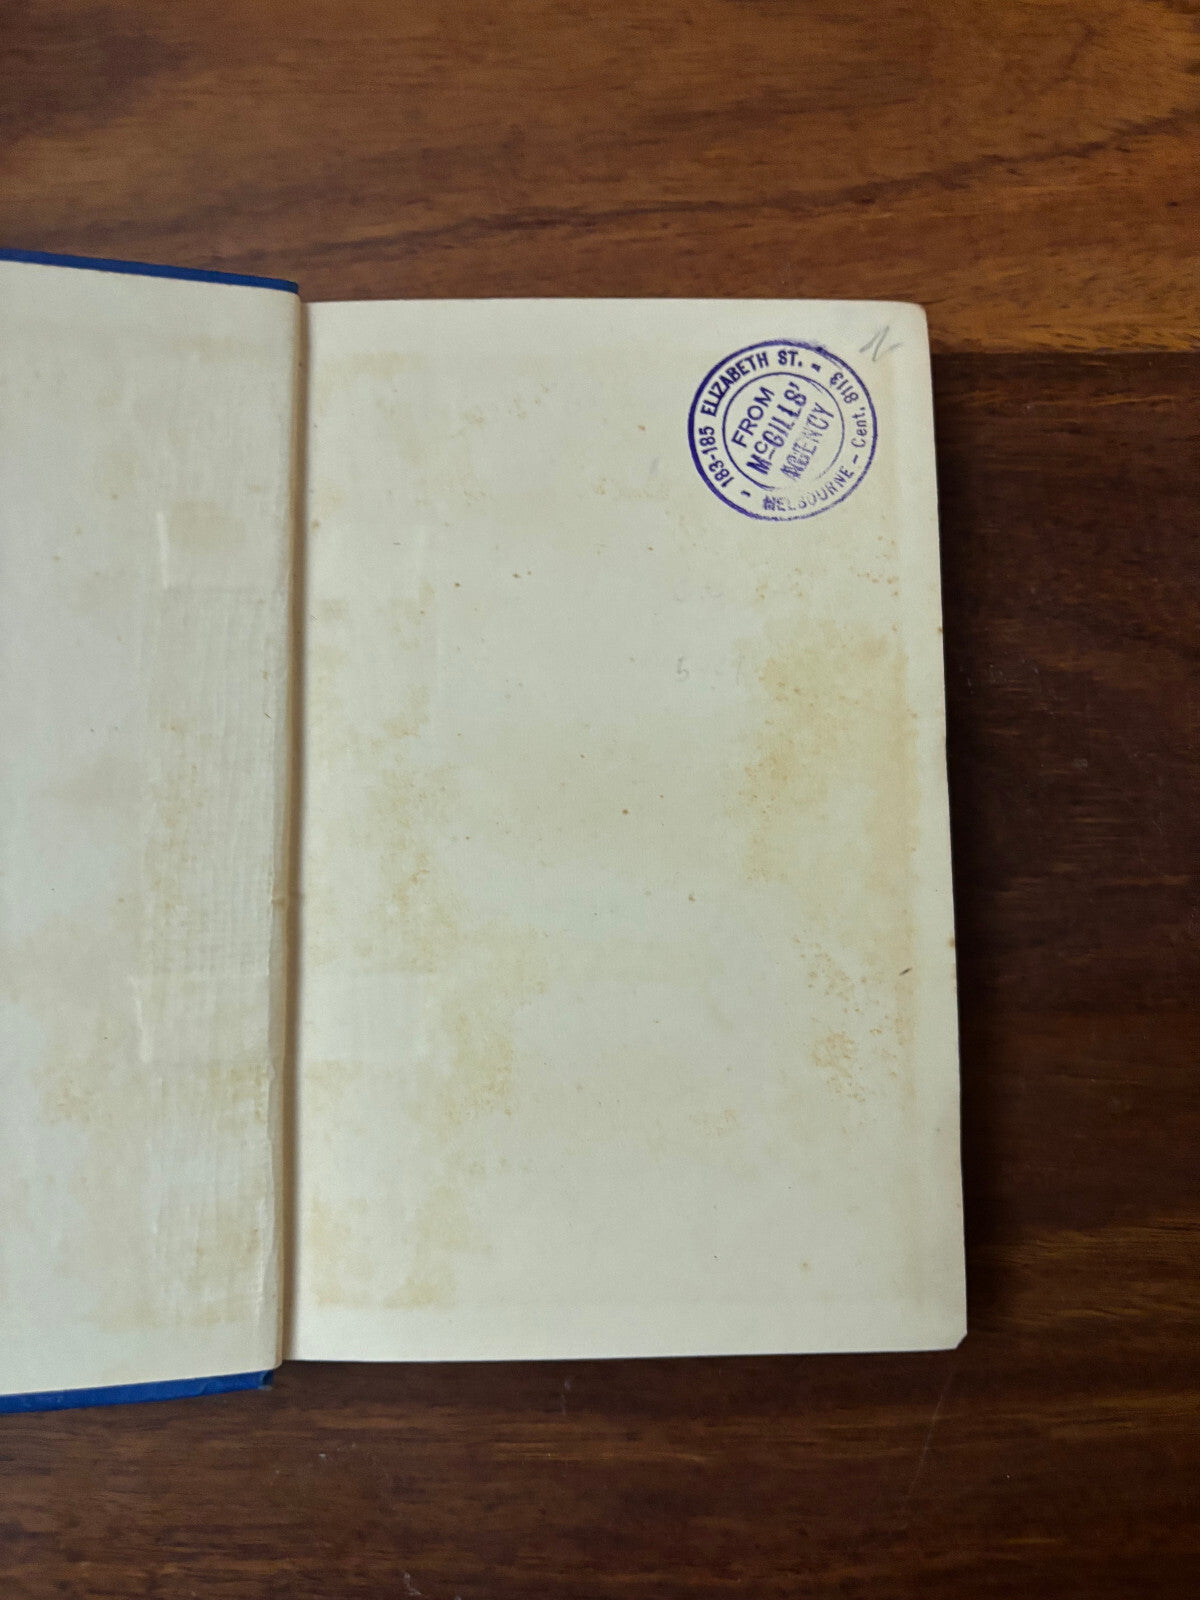 183-185 ELIZABETH ST. – MELBOURNE – Cent. 8113 –
FROM
McGILLS'
AGENCY